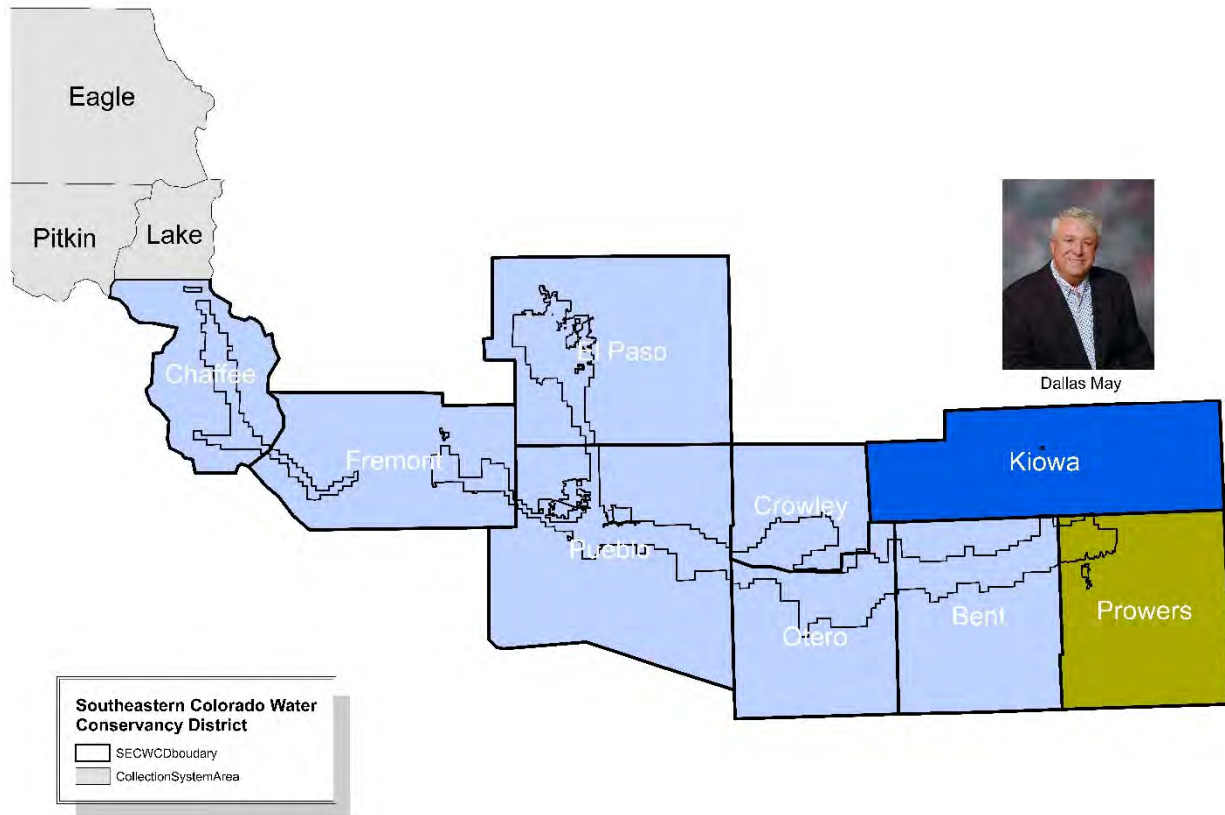 Eagle
Pitkin
Lake
Chaffee
El Paso
Dallas May
Fremont
Kiowa
Crowley
Pueblo
Otero
Bent
Prowers
Southeastern Colorado Water
Conservancy District
SECWCDboudary
CollectionSystemArea